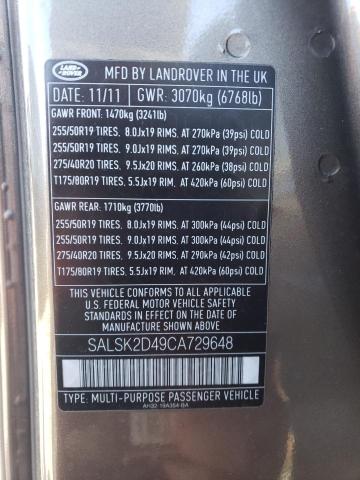 LAND
ROVER
MFD BY LANDROVER IN THE UK
DATE: 11/11 GWR: 3070kg (6768lb)
GAWR FRONT: 1470kg (3241lb)
255/50R19 TIRES, 8.0Jx19 RIMS, AT 270kPa (39psi) COLD
255/50R19 TIRES, 9.0Jx19 RIMS, AT 270kPa (39psi) COLD
275/40R20 TIRES, 9.5Jx20 RIMS, AT 260kPa (38psi) COLD
T175/80R19 TIRES, 5.5Jx19 RIM, AT 420kPa (60psi) COLD
GAWR REAR: 1710kg (3770lb)
255/50R19 TIRES, 8.0Jx19 RIMS, AT 300kPa (44psi) COLD
255/50R19 TIRES, 9.0Jx19 RIMS, AT 300kPa (44psi) COLD
275/40R20 TIRES, 9.5Jx20 RIMS, AT 290kPa (42psi) COLD
T175/80R19 TIRES, 5.5Jx19 RIM, AT 420kPa (60psi) COLD
THIS VEHICLE CONFORMS TO ALL APPLICABLE
U.S. FEDERAL MOTOR VEHICLE SAFETY
STANDARDS IN EFFECT ON THE DATE
OF MANUFACTURE SHOWN ABOVE
SALSK2D49CA729648
TYPE: MULTI-PURPOSE PASSENGER VEHICLE
AH32-19A354-BA